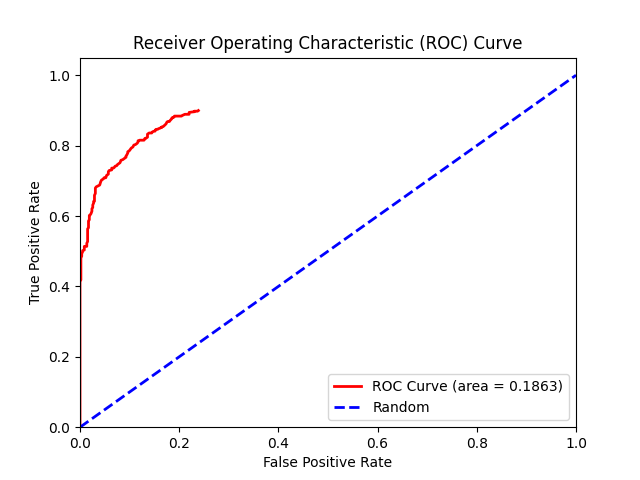 Receiver Operating Characteristic (ROC) Curve
1.0
0.8
0.6
0.4
0.2
0.0
True Positive Rate
0.0 0.2 0.4 0.6 0.8 1.0
False Positive Rate
ROC Curve (area = 0.1863)
Random